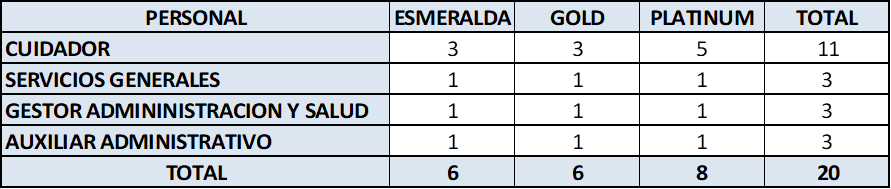 PERSONAL ESMERALDA GOLD PLATINUM TOTAL
CUIDADOR 3 3 5 11
SERVICIOS GENERALES 1 1 1 3
GESTOR ADMININISTRACION Y SALUD 1 1 1 3
AUXILIAR ADMINISTRATIVO 1 1 1 3
TOTAL 6 6 8 20